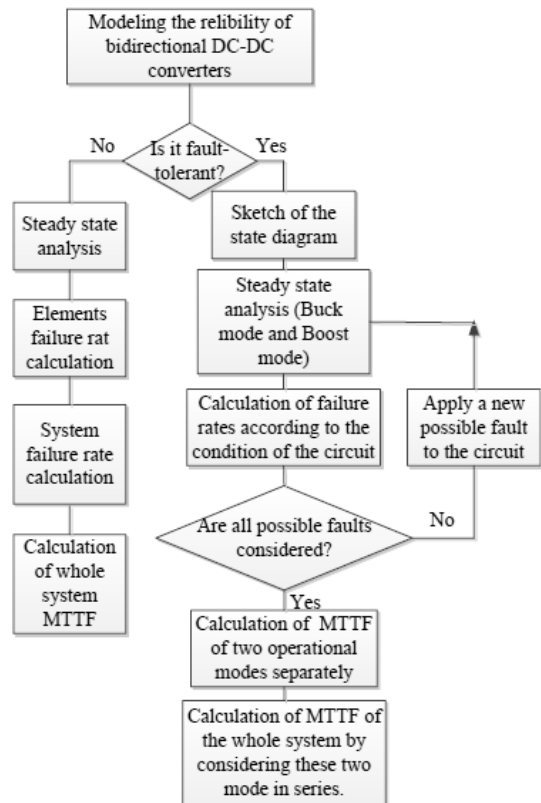 Modeling the relibility of
bidirectional DC-DC
converters
No
Is it fault-
tolerant?
Yes
Steady state
analysis
Elements
failure rat
calculation
System
failure rate
calculation
Calculation
of whole
system
MTTF
Sketch of the
state diagram
Steady state
analysis (Buck
mode and Boost
mode)
Calculation of failure
rates according to the
condition of the circuit
Apply a new
possible fault
to the circuit
Are all possible faults
considered?
No
Yes
Calculation of MTTF
of two operational
modes separately
Calculation of MTTF of
the whole system by
considering these two
mode in series.